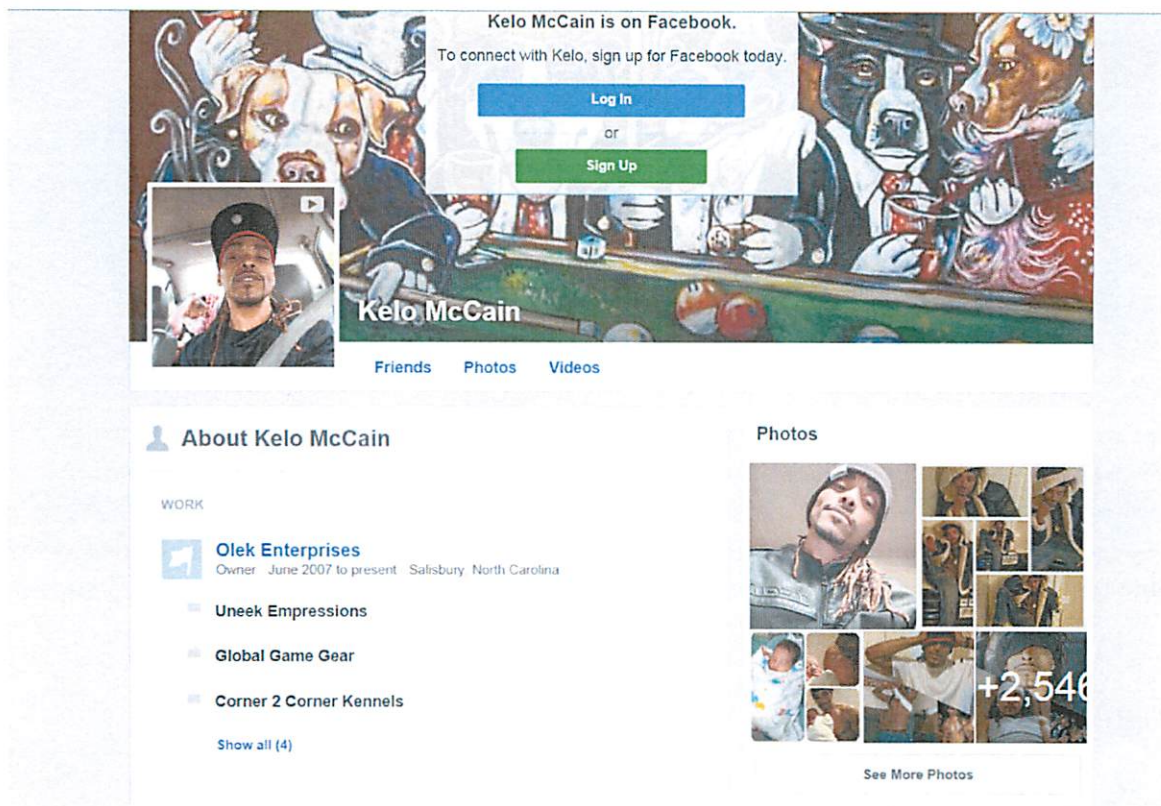 Kelo McCain is on Facebook.
To connect with Kelo, sign up for Facebook today.
Log In
or
Sign Up
Kelo McCain
Friends Photos Videos
About Kelo McCain
WORK
Olek Enterprises
Owner June 2007 to present Salisbury, North Carolina
Uneek Empressions
Global Game Gear
Corner 2 Corner Kennels
Show all (4)
Photos
+2,546
See More Photos